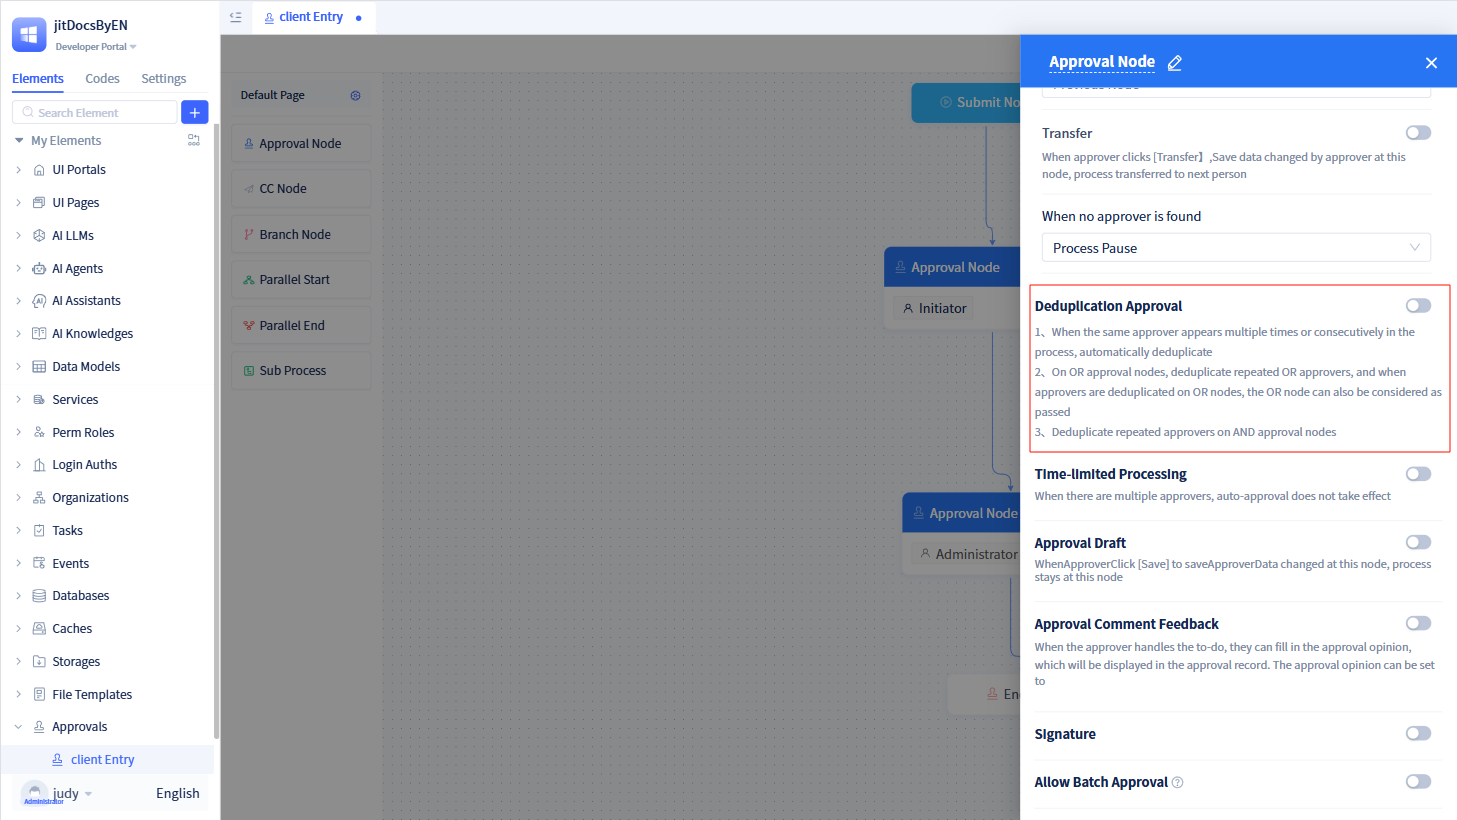 jitDocsByEN
Developer Portal
Elements
Codes
Settings
Search Element
My Elements
UI Portals
UI Pages
AI LLMs
AI Agents
AI Assistants
AI Knowledges
Data Models
Services
Perm Roles
Login Auths
Organizations
Tasks
Events
Databases
Caches
Storages
File Templates
Approvals
client Entry
judy
Administrator
English
client Entry
Default Page
Approval Node
CC Node
Branch Node
Parallel Start
Parallel End
Sub Process
Submit No
Approval Node
Initiator
Approval Node
Administrator
En
Approval Node
Transfer
When approver clicks [Transfer】,Save data changed by approver at this
node, process transferred to next person
When no approver is found
Process Pause
Deduplication Approval
1、When the same approver appears multiple times or consecutively in the
process, automatically deduplicate
2、On OR approval nodes, deduplicate repeated OR approvers, and when
approvers are deduplicated on OR nodes, the OR node can also be considered as
passed
3、Deduplicate repeated approvers on AND approval nodes
Time-limited Processing
When there are multiple approvers, auto-approval does not take effect
Approval Draft
WhenApproverClick [Save] to saveApproverData changed at this node, process
stays at this node
Approval Comment Feedback
When the approver handles the to-do, they can fill in the approval opinion,
which will be displayed in the approval record. The approval opinion can be set
to
Signature
Allow Batch Approval